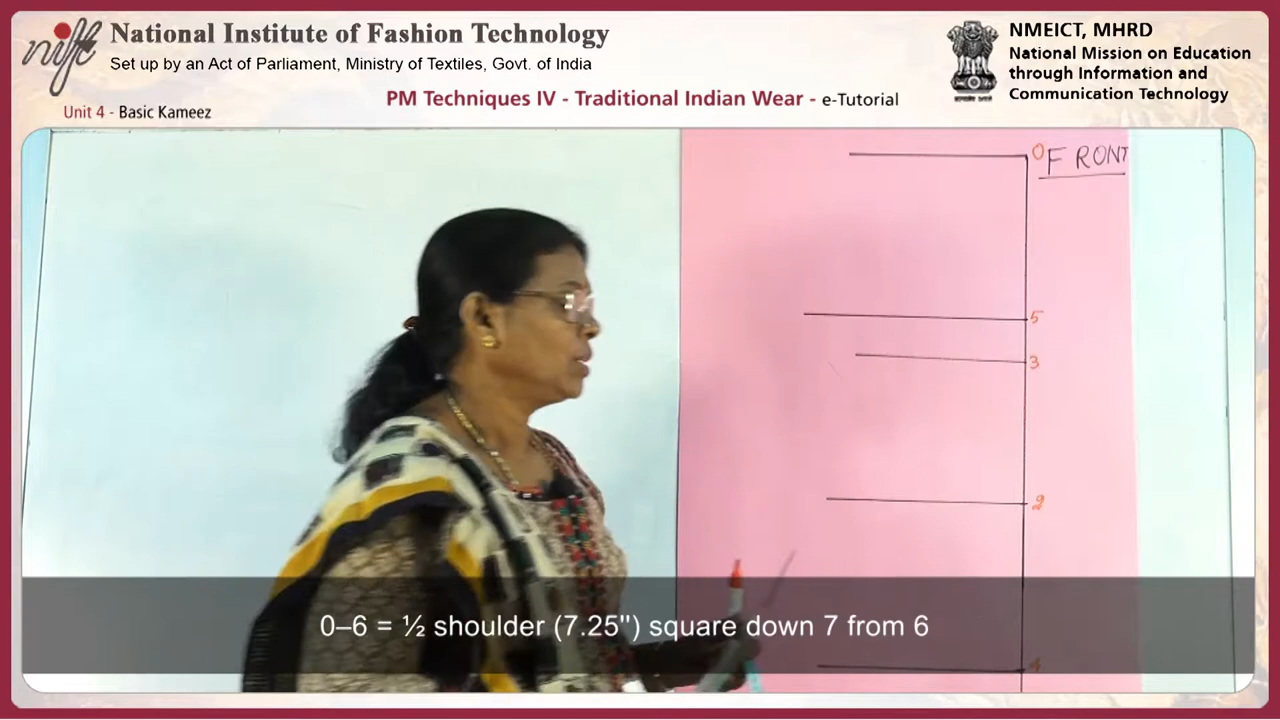 nift
National Institute of Fashion Technology
Set up by an Act of Parliament, Ministry of Textiles, Govt. of India
NMEICT, MHRD
National Mission on Education
through Information and
Communication Technology
PM Techniques IV - Traditional Indian Wear - e-Tutorial
Unit 4 - Basic Kameez
0 FRONT
5
3
2
0–6 = ½ shoulder (7.25") square down 7 from 6